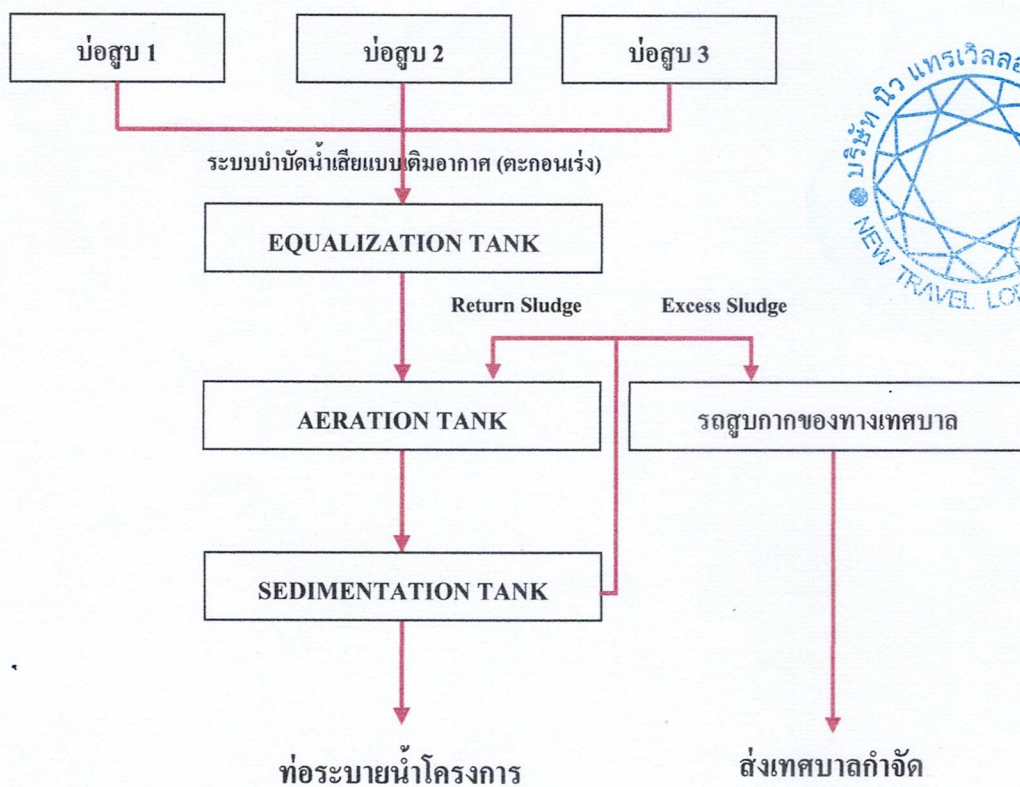 บ่อสูบ 1
บ่อสูบ 2
บ่อสูบ 3
บริษัท นิว แทรเวิลลอ
NEW TRAVEL LO
ระบบบำบัดน้ำเสียแบบเติมอากาศ (ตะกอนเร่ง)
EQUALIZATION TANK
Return Sludge
Excess Sludge
AERATION TANK
รถสูบกากของทางเทศบาล
SEDIMENTATION TANK
ท่อระบายน้ำโครงการ
ส่งเทศบาลกำจัด